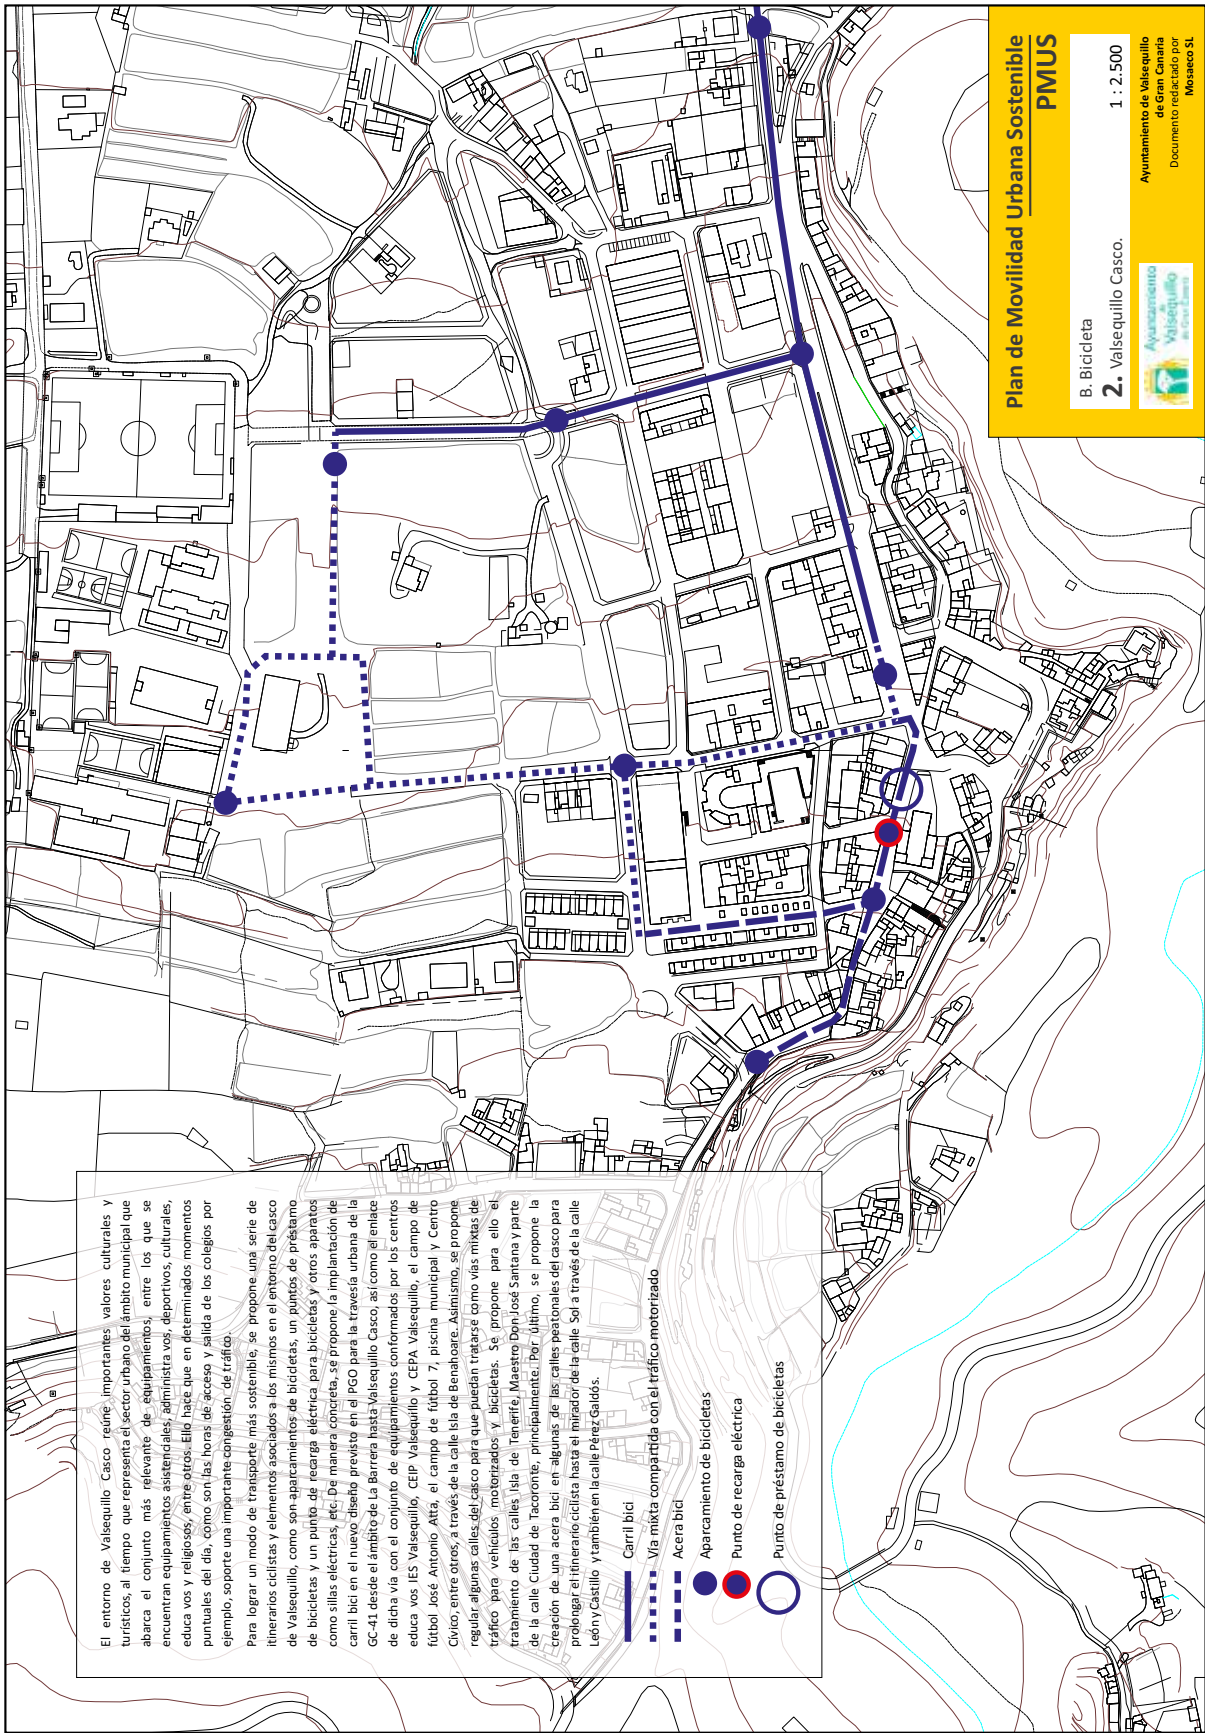 El entorno de Valsequillo Casco reúne importantes valores culturales y
turísticos, al tiempo que representa el sector urbano del ámbito municipal que
abarca el conjunto más relevante de equipamientos, entre los que se
encuentran equipamientos asistenciales, administra vos, deportivos, culturales,
educa vos y religiosos, entre otros. Ello hace que en determinados momentos
puntuales del día, como son las horas de acceso y salida de los colegios por
ejemplo, soporte una importante congestión de tráfico.
Para lograr un modo de transporte más sostenible, se propone una serie de
itinerarios ciclistas y elementos asociados a los mismos en el entorno del casco
de Valsequillo, como son aparcamientos de bicicletas, un puntos de préstamo
de bicicletas y un punto de recarga eléctrica para bicicletas y otros aparatos
como sillas eléctricas, etc. De manera concreta, se propone la implantación de
carril bici en el nuevo diseño previsto en el PGO para la travesía urbana de la
GC-41 desde el ámbito de La Barrera hasta Valsequillo Casco, así como el enlace
de dicha vía con el conjunto de equipamientos conformados por los centros
educa vos IES Valsequillo, CEIP Valsequillo y CEPA Valsequillo, el campo de
fútbol José Antonio Atta, el campo de fútbol 7, piscina municipal y Centro
Cívico, entre otros, a través de la calle Isla de Benahoare. Asimismo, se propone
regular algunas calles del casco para que puedan tratarse como vías mixtas de
tráfico para vehículos motorizados y bicicletas. Se propone para ello el
tratamiento de las calles Isla de Tenerife, Maestro Don José Santana y parte
de la calle Ciudad de Tacoronte, principalmente. Por último, se propone la
creación de una acera bici en algunas de las calles peatonales del casco para
prolongar el itinerario ciclista hasta el mirador de la calle Sol a través de la calle
León y Castillo y también en la calle Pérez Galdós.
Carril bici
Vía mixta compartida con el tráfico motorizado
Acera bici
Aparcamiento de bicicletas
Punto de recarga eléctrica
Punto de préstamo de bicicletas
Plan de Movilidad Urbana Sostenible
PMUS
B. Bicicleta
2. Valsequillo Casco.
1 : 2.500
Ayuntamiento
de
Valsequillo
de Gran Canaria
Ayuntamiento de Valsequillo
de Gran Canaria
Documento redactado por
Mosaeco SL